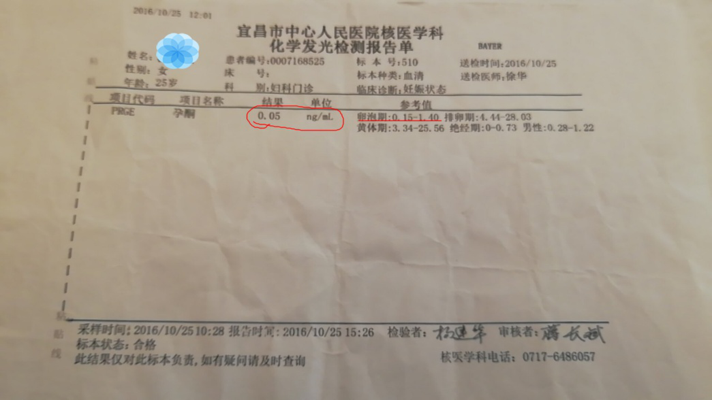 2016/10/25 12:01
宜昌市中心人民医院核医学科
化学发光检测报告单 BAYER
姓名: 患者编号:0007168525 标 本 号:510 送检时间:2016/10/25
性别:女 床 号: 标本种类:血清 送检医师:徐华
年龄:25岁 科 别:妇科门诊 临床诊断:妊娠状态
项目代码 项目名称 结果 单位 参考值
PRGE 孕酮 0.05 ng/mL 卵泡期:0.15-1.40 排卵期:4.44-28.03
黄体期:3.34-25.56 绝经期:0-0.73 男性:0.28-1.22
采样时间:2016/10/25 10:28 报告时间:2016/10/25 15:26 检验者:杨建华 审核者:蒋长斌
标本状态:合格
此结果仅对此标本负责,如有疑问请及时查询 核医学科电话:0717-6486057